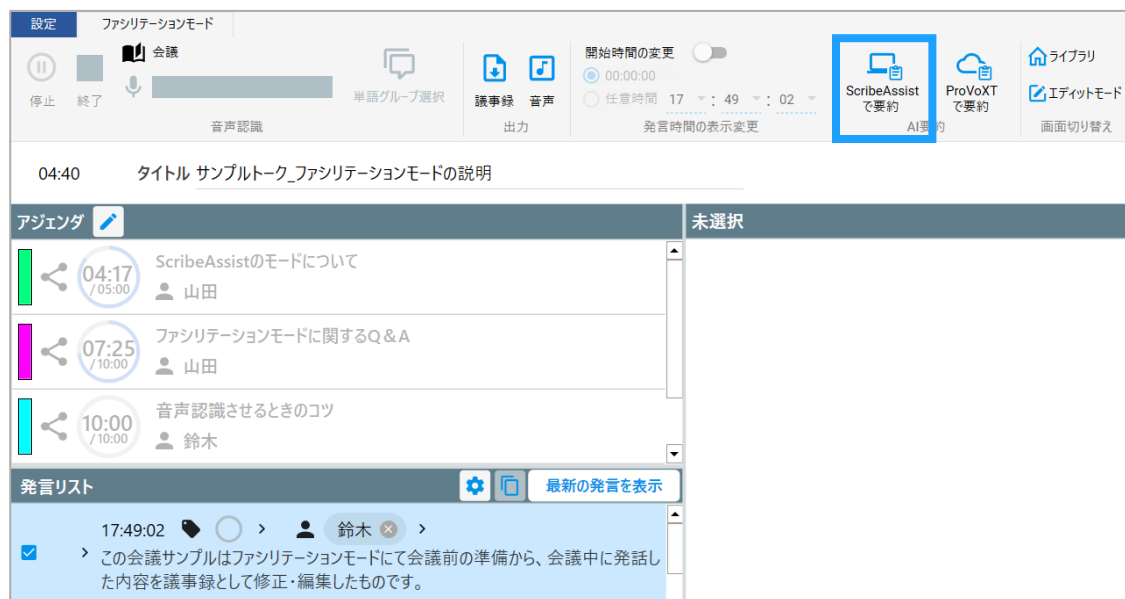 設定 ファシリテーションモード
会議
停止 終了
音声認識
単語グループ選択
議事録 音声
出力
開始時間の変更
00:00:00
任意時間 17 : 49 : 02
発言時間の表示変更
ScribeAssist
で要約
ProVoXT
で要約
AI要約
ライブラリ
エディットモード
画面切り替え
04:40 タイトル サンプルトーク_ファシリテーションモードの説明
アジェンダ
未選択
04:17
/ 05:00
ScribeAssistのモードについて
山田
07:25
/ 10:00
ファシリテーションモードに関するQ&A
山田
10:00
/ 10:00
音声認識させるときのコツ
鈴木
発言リスト
最新の発言を表示
17:49:02 鈴木
この会議サンプルはファシリテーションモードにて会議前の準備から、会議中に発話し
た内容を議事録として修正・編集したものです。